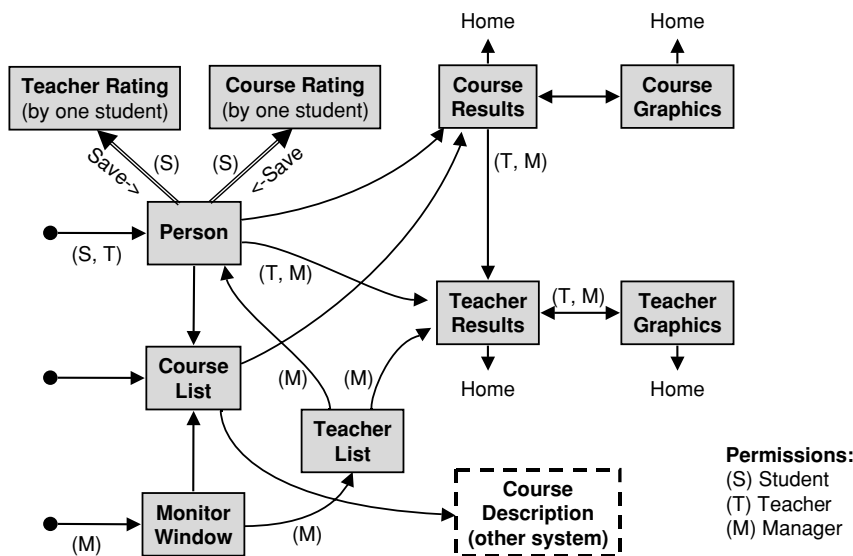 Home
Home
Teacher Rating
(by one student)
Course Rating
(by one student)
Course
Results
Course
Graphics
Save->
(S)
(S)
<-Save
(T, M)
Person
(S, T)
(T, M)
Teacher
Results
(T, M)
Teacher
Graphics
Course
List
(M)
(M)
Home
Home
Teacher
List
Permissions:
(S) Student
(T) Teacher
(M) Manager
Course
Description
(other system)
Monitor
Window
(M)
(M)